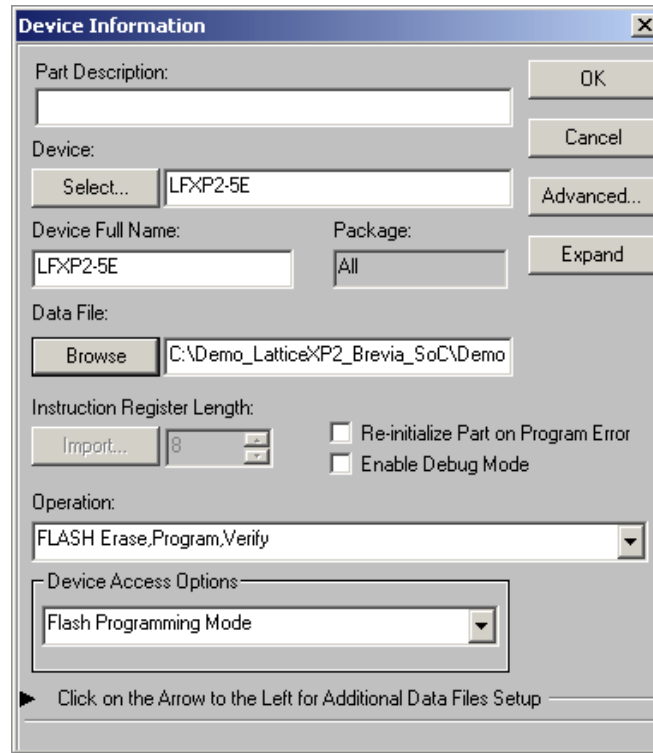 Device Information
Part Description:
OK
Device:
Cancel
Select...
LFXP2-5E
Advanced...
Device Full Name:
Package:
LFXP2-5E
All
Expand
Data File:
Browse
C:\Demo_LatticeXP2_Brevia_SoC\Demo
Instruction Register Length:
Import...
8
Re-initialize Part on Program Error
Enable Debug Mode
Operation:
FLASH Erase,Program,Verify
Device Access Options
Flash Programming Mode
Click on the Arrow to the Left for Additional Data Files Setup